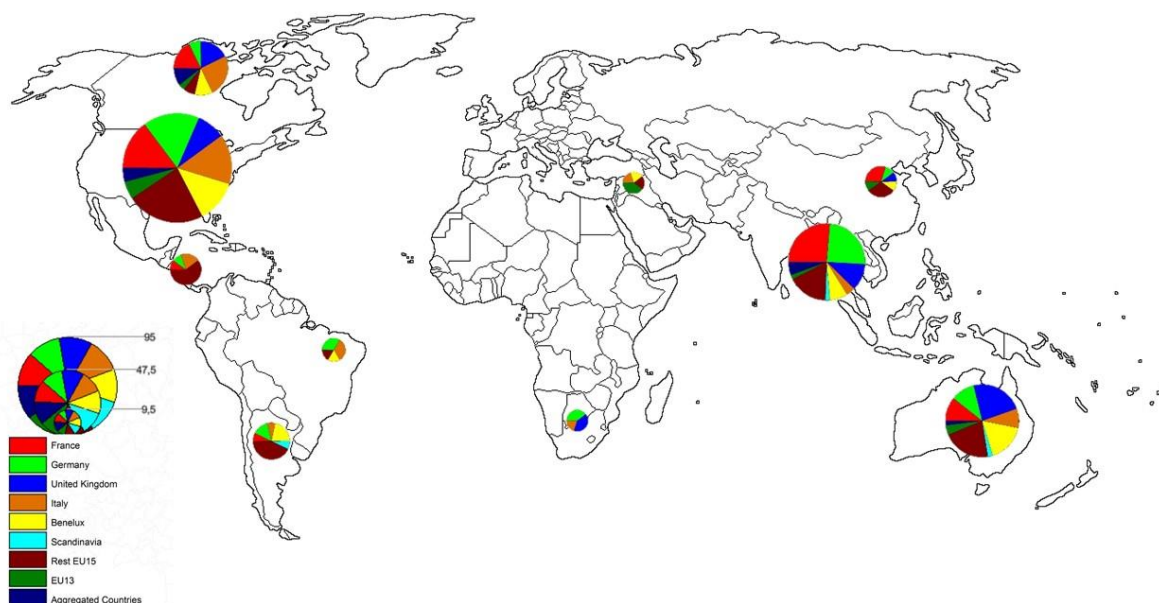 95
47,5
9,5
France
Germany
United Kingdom
Italy
Benelux
Scandinavia
Rest EU15
EU13
Aggregated Countries